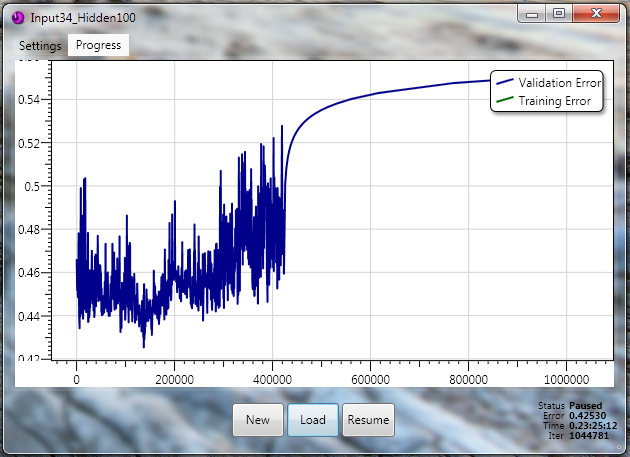 Input34_Hidden100
Settings Progress
Validation Error
Training Error
0.54
0.52
0.5
0.48
0.46
0.44
0.42
0 200000 400000 600000 800000 1000000
New Load Resume
Status Paused
Error 0.42530
Time 0.23:25:12
Iter 1044781